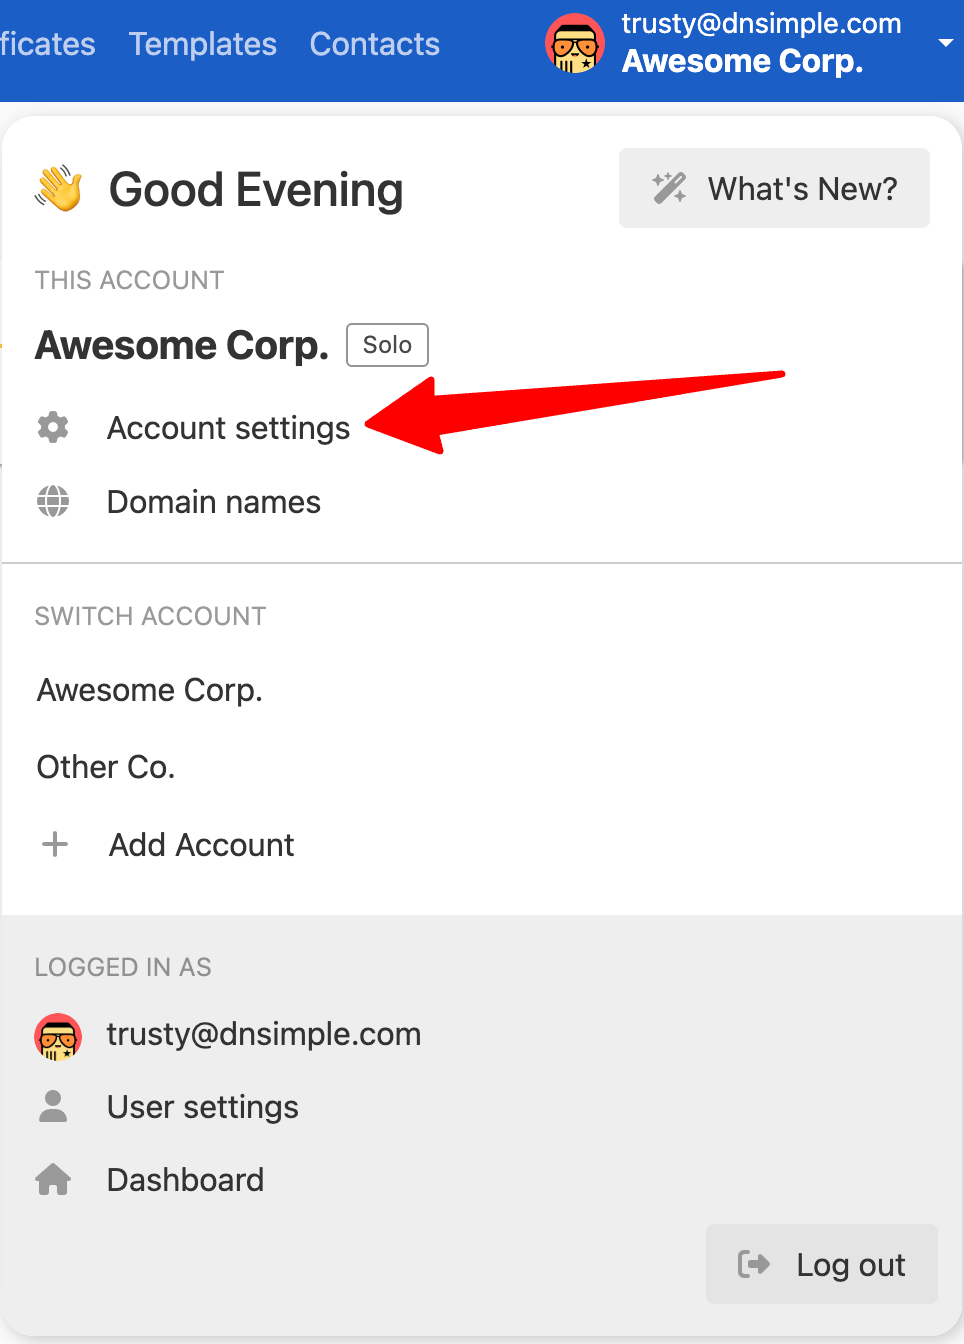 ficates Templates Contacts
trusty@dnsimple.com
Awesome Corp.
Good Evening
What's New?
THIS ACCOUNT
Awesome Corp. Solo
Account settings
Domain names
SWITCH ACCOUNT
Awesome Corp.
Other Co.
Add Account
LOGGED IN AS
trusty@dnsimple.com
User settings
Dashboard
Log out